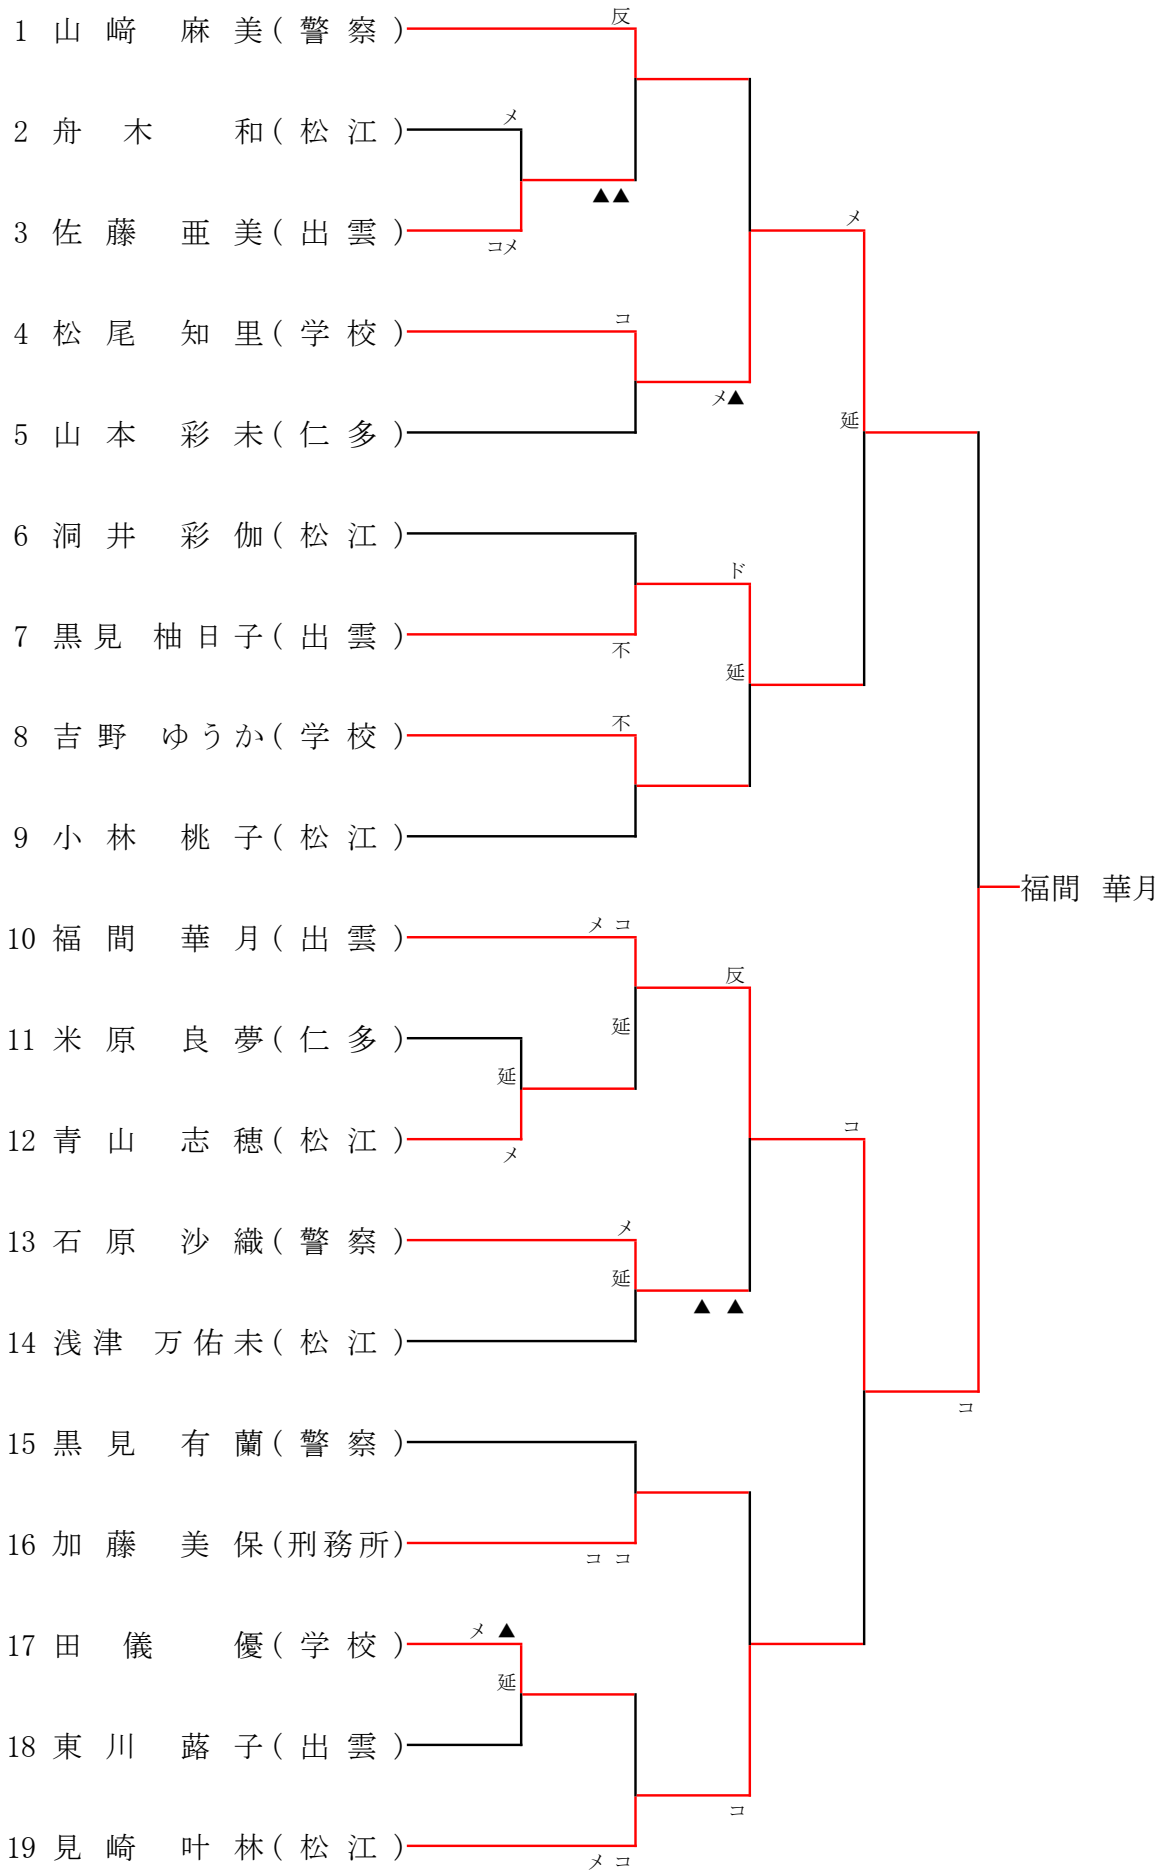 反
1 山﨑 麻美(警察)
メ
2 舟木 和(松江)
▲▲
メ
3 佐藤 亜美(出雲)
コメ
コ
4 松尾 知里(学校)
メ▲
延
5 山本 彩未(仁多)
6 洞井 彩伽(松江)
ド
7 黒見 柚日子(出雲)
不
延
不
8 吉野 ゆうか(学校)
9 小林 桃子(松江)
福間 華月
メコ
10 福間 華月(出雲)
反
延
11 米原 良夢(仁多)
延
コ
12 青山 志穂(松江)
メ
メ
13 石原 沙織(警察)
延
▲ ▲
14 浅津 万佑未(松江)
コ
15 黒見 有蘭(警察)
16 加藤 美保(刑務所)
ココ
メ ▲
17 田儀 優(学校)
延
18 東川 蕗子(出雲)
コ
19 見崎 叶林(松江)
メコ